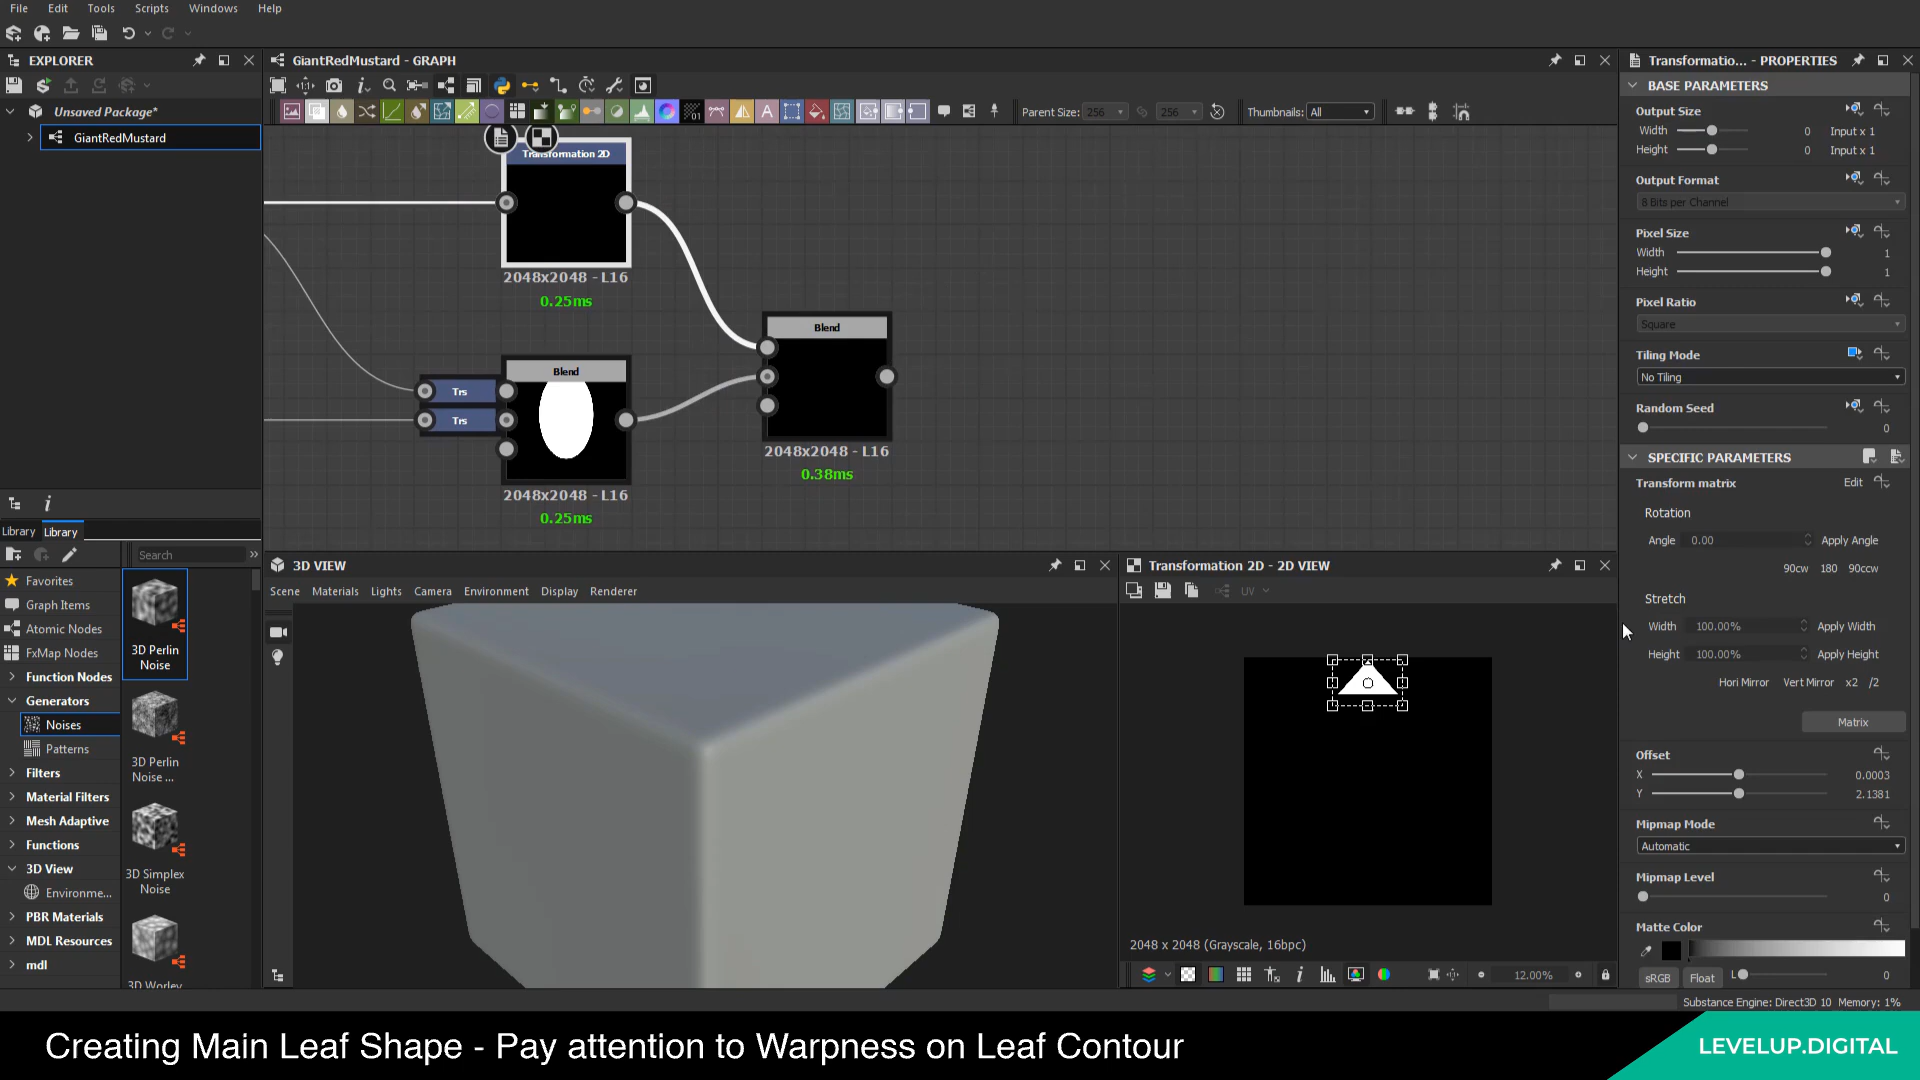 File Edit Tools Scripts Windows Help
EXPLORER
Unsaved Package*
GiantRedMustard
GiantRedMustard - GRAPH
Parent Size: 256 256 Thumbnails: All
Transformation 2D
2048x2048 - L16
0.25ms
Trs
Trs
Blend
2048x2048 - L16
0.25ms
Blend
2048x2048 - L16
0.38ms
Library Library
Search
Favorites
Graph Items
Atomic Nodes
FxMap Nodes
Function Nodes
Generators
Noises
Patterns
Filters
Material Filters
Mesh Adaptive
Functions
3D View
Environme...
PBR Materials
MDL Resources
mdl
3D Perlin
Noise
3D Perlin
Noise ...
3D Simplex
Noise
3D Worley
3D VIEW
Scene Materials Lights Camera Environment Display Renderer
Transformation 2D - 2D VIEW
UV
2048 x 2048 (Grayscale, 16bpc)
12.00%
Transformatio... - PROPERTIES
BASE PARAMETERS
Output Size
Width 0 Input x 1
Height 0 Input x 1
Output Format
8 Bits per Channel
Pixel Size
Width 1
Height 1
Pixel Ratio
Square
Tiling Mode
No Tiling
Random Seed
0
SPECIFIC PARAMETERS
Transform matrix Edit
Rotation
Angle 0.00 Apply Angle
90cw 180 90ccw
Stretch
Width 100.00% Apply Width
Height 100.00% Apply Height
Hori Mirror Vert Mirror x2 /2
Matrix
Offset
X 0.0003
Y 2.1381
Mipmap Mode
Automatic
Mipmap Level
0
Matte Color
sRGB Float L 0
Substance Engine: Direct3D 10 Memory: 1%
Creating Main Leaf Shape - Pay attention to Warpness on Leaf Contour
LEVELUP.DIGITAL